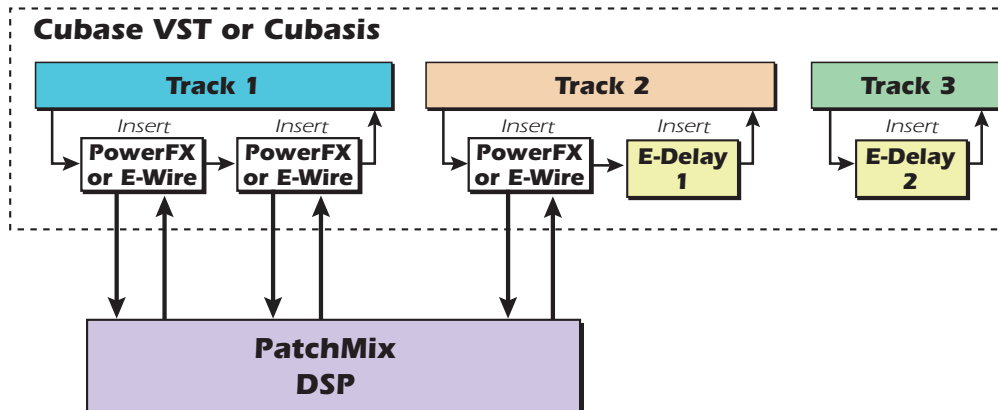 Cubase VST or Cubasis
Track 1
Track 2
Track 3
Insert
Insert
Insert
Insert
Insert
PowerFX
or E-Wire
PowerFX
or E-Wire
PowerFX
or E-Wire
E-Delay
1
E-Delay
2
PatchMix
DSP